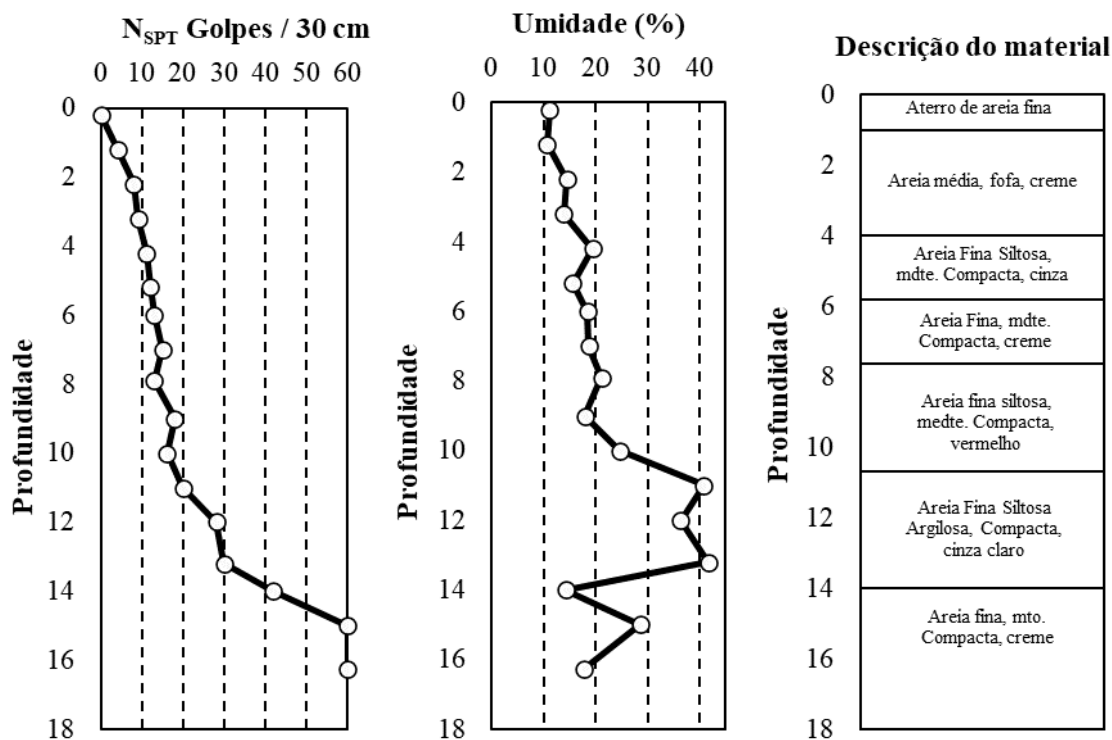 N_SPT Golpes / 30 cm
0 10 20 30 40 50 60
Profundidade
0
2
4
6
8
10
12
14
16
18
Umidade (%)
0 10 20 30 40
Profundidade
0
2
4
6
8
10
12
14
16
18
Descrição do material
Profundidade
0
2
4
6
8
10
12
14
16
18
Aterro de areia fina
Areia média, fofa, creme
Areia Fina Siltosa,
mdte. Compacta, cinza
Areia Fina, mdte.
Compacta, creme
Areia fina siltosa,
medte. Compacta,
vermelho
Areia Fina Siltosa
Argilosa, Compacta,
cinza claro
Areia fina, mto.
Compacta, creme